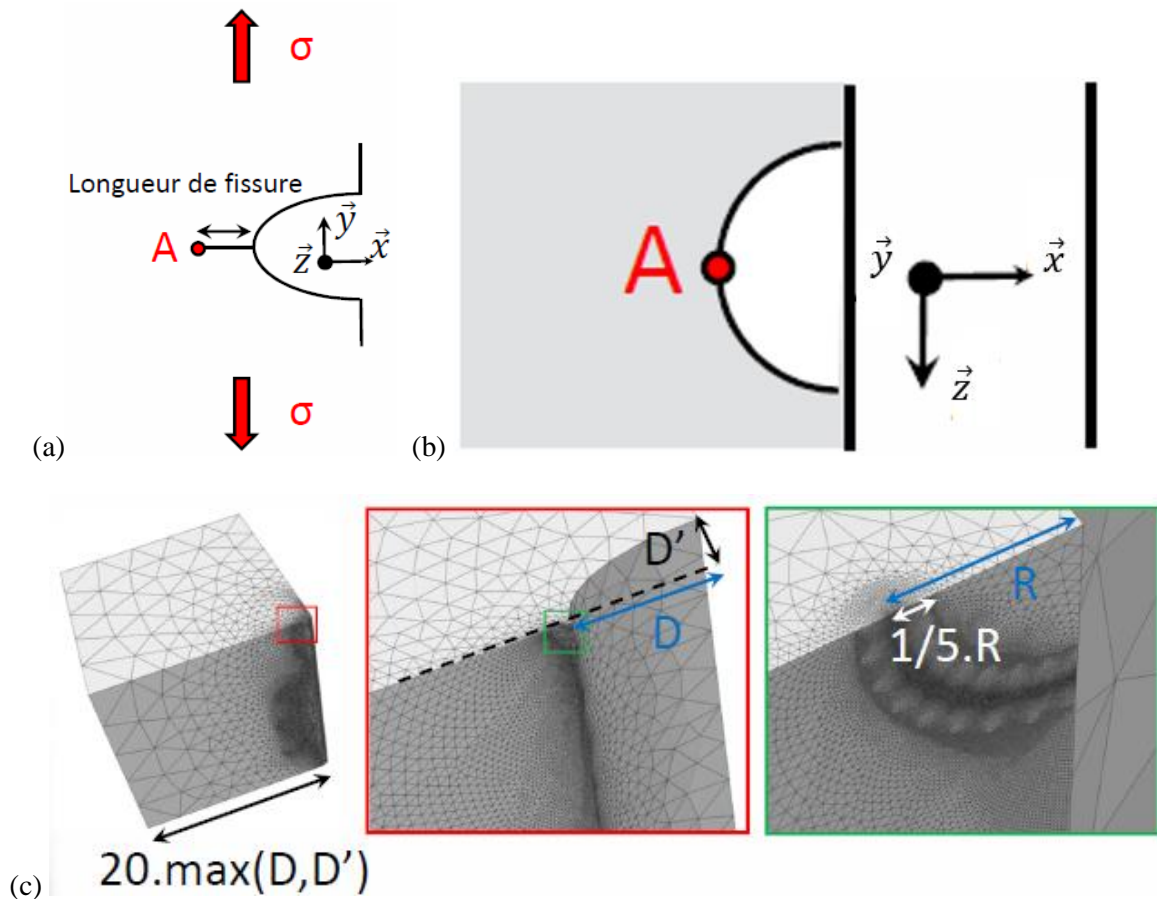 σ
Longueur de fissure
A
y
z
x
σ
(a)
A
y
x
z
(b)
D'
D
R
1/5.R
20.max(D,D')
(c)